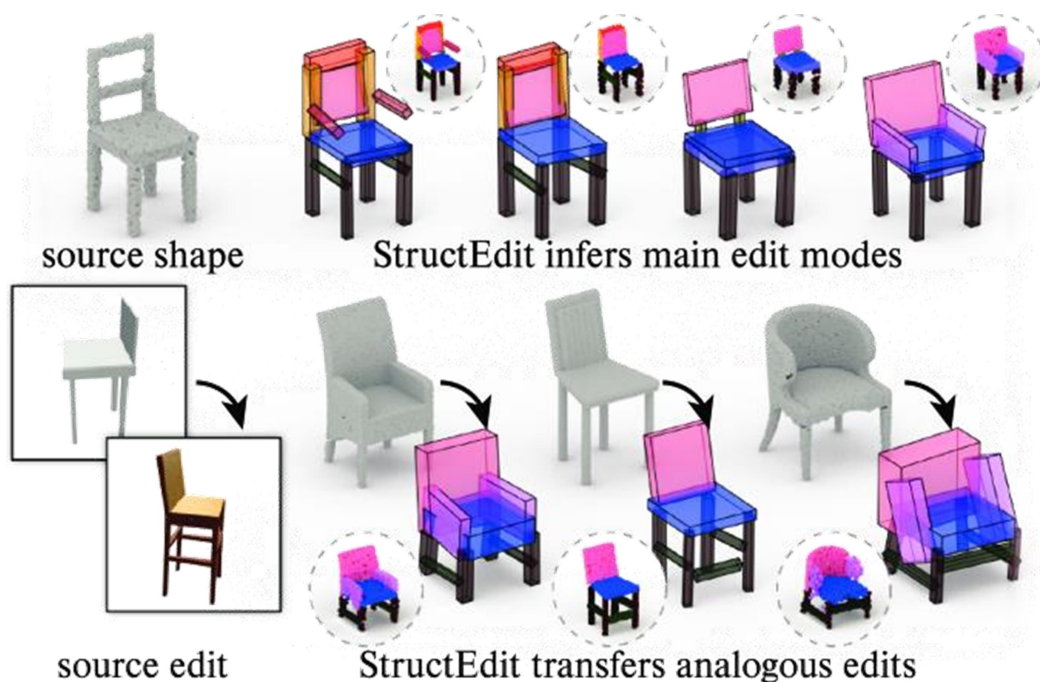 source shape
StructEdit infers main edit modes
source edit
StructEdit transfers analogous edits